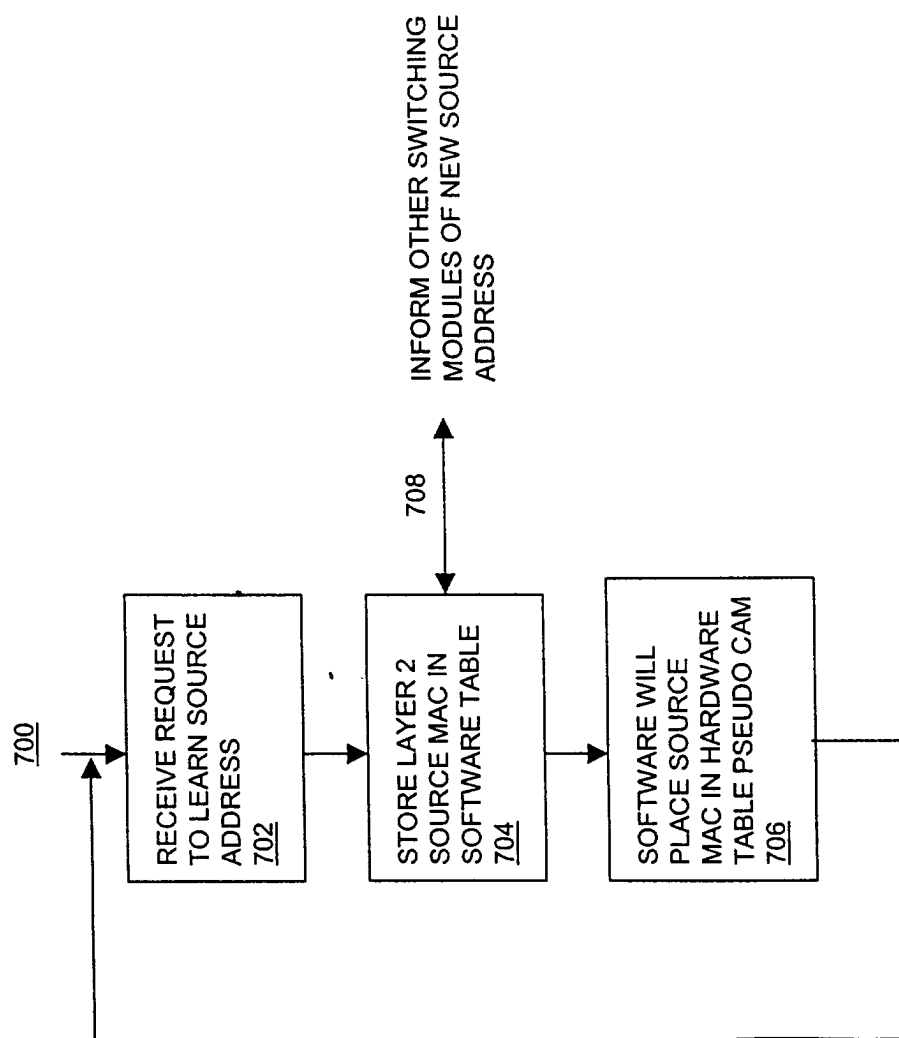 700
RECEIVE REQUEST
TO LEARN SOURCE
ADDRESS
702
STORE LAYER 2
SOURCE MAC IN
SOFTWARE TABLE
704
708
INFORM OTHER SWITCHING
MODULES OF NEW SOURCE
ADDRESS
SOFTWARE WILL
PLACE SOURCE
MAC IN HARDWARE
TABLE PSEUDO CAM
706